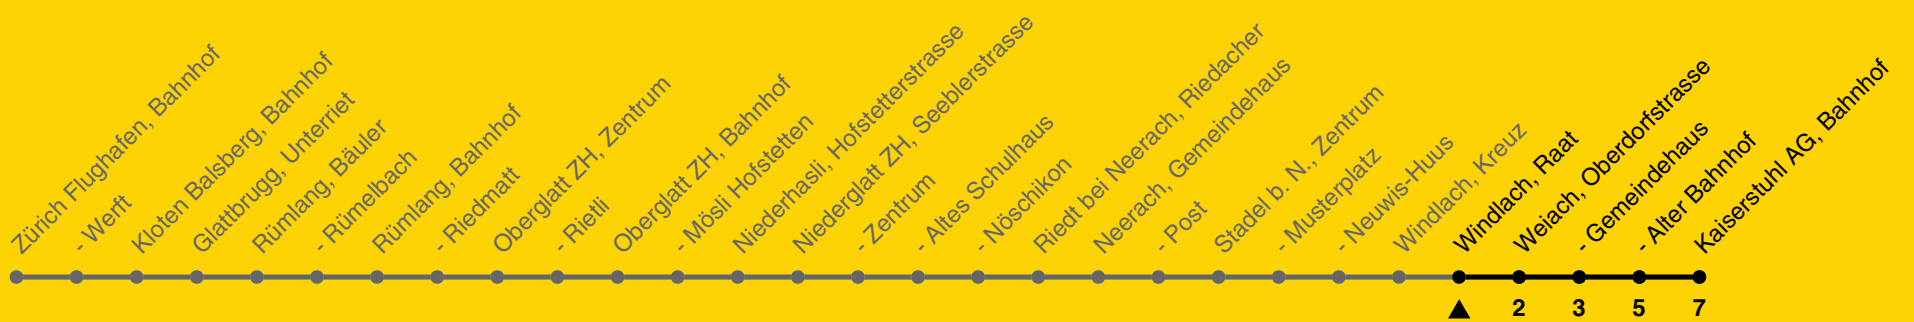 Zürich Flughafen, Bahnhof
- Werft
Kloten Balsberg, Bahnhof
Glattbrugg, Unterriet
Rümlang, Bäuler
- Rümelbach
Rümlang, Bahnhof
- Riedmatt
Oberglatt ZH, Zentrum
- Rietli
Oberglatt ZH, Bahnhof
- Mösli Hofstetten
Niederhasli, Hofstetterstrasse
Niederglatt ZH, Seeblerstrasse
- Zentrum
- Altes Schulhaus
- Nöschikon
Riedt bei Neerach, Riedacher
Neerach, Gemeindehaus
- Post
Stadel b. N., Zentrum
- Musterplatz
- Neuwis-Huus
Windlach, Kreuz
Windlach, Raat
Weiach, Oberdorfstrasse
- Gemeindehaus
- Alter Bahnhof
Kaiserstuhl AG, Bahnhof
2 3 5 7